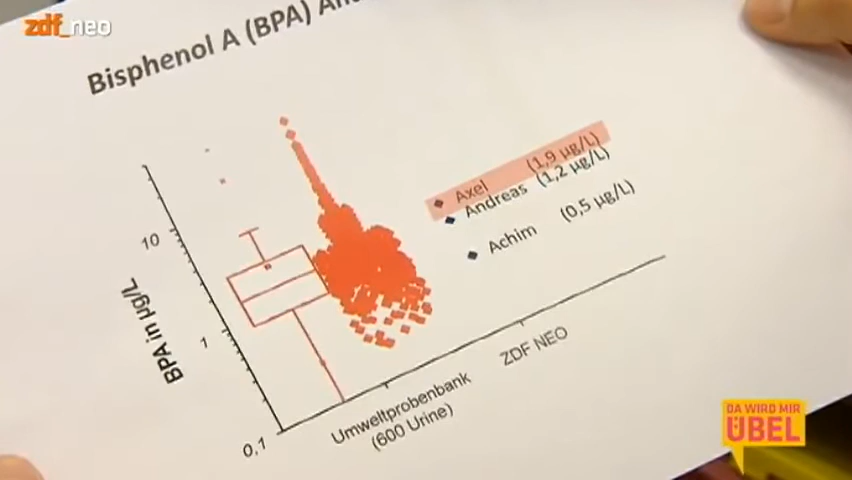 zdf_neo
Bisphenol A (BPA)
Axel (1,9 µg/L)
Andreas (1,2 µg/L)
Achim (0,5 µg/L)
10
1
0,1
BPA in µg/L
Umweltprobenbank
(600 Urine)
ZDF NEO
DA WIRD MIR
ÜBEL